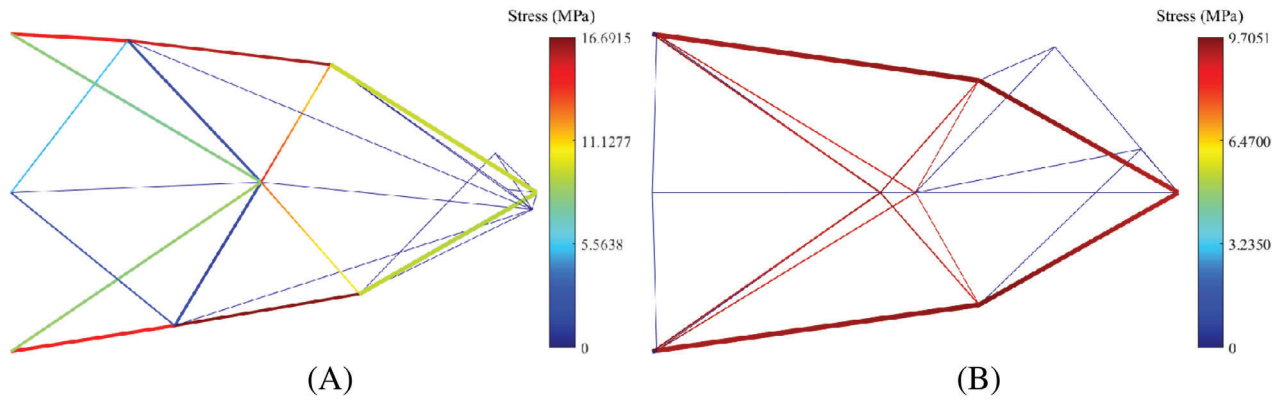 Stress (MPa)
16.6915
11.1277
5.5638
0
(A)
Stress (MPa)
9.7051
6.4700
3.2350
0
(B)